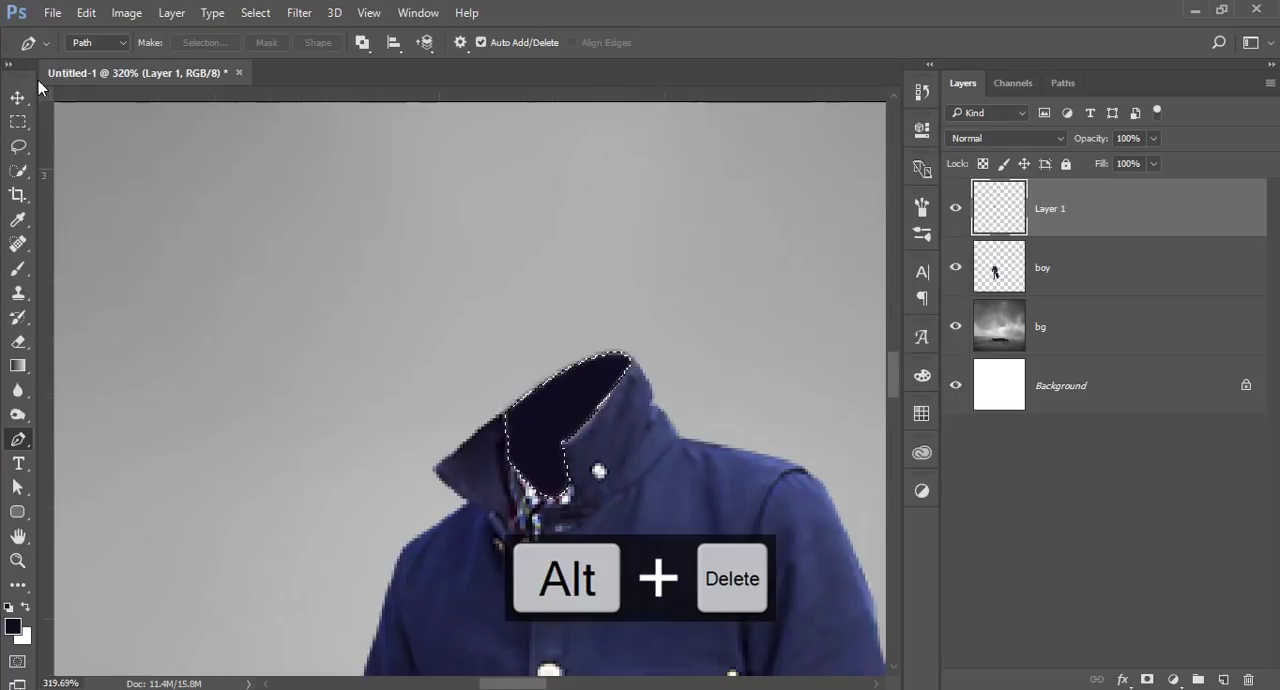 Ps File Edit Image Layer Type Select Filter 3D View Window Help
Path Make: Selection... Mask Shape Auto Add/Delete Align Edges
Untitled-1 @ 320% (Layer 1, RGB/8) *
Layers Channels Paths
Kind
Normal Opacity: 100%
Lock: Fill: 100%
3
Layer 1
boy
bg
Background
Alt + Delete
319.69% Doc: 11.4M/15.8M